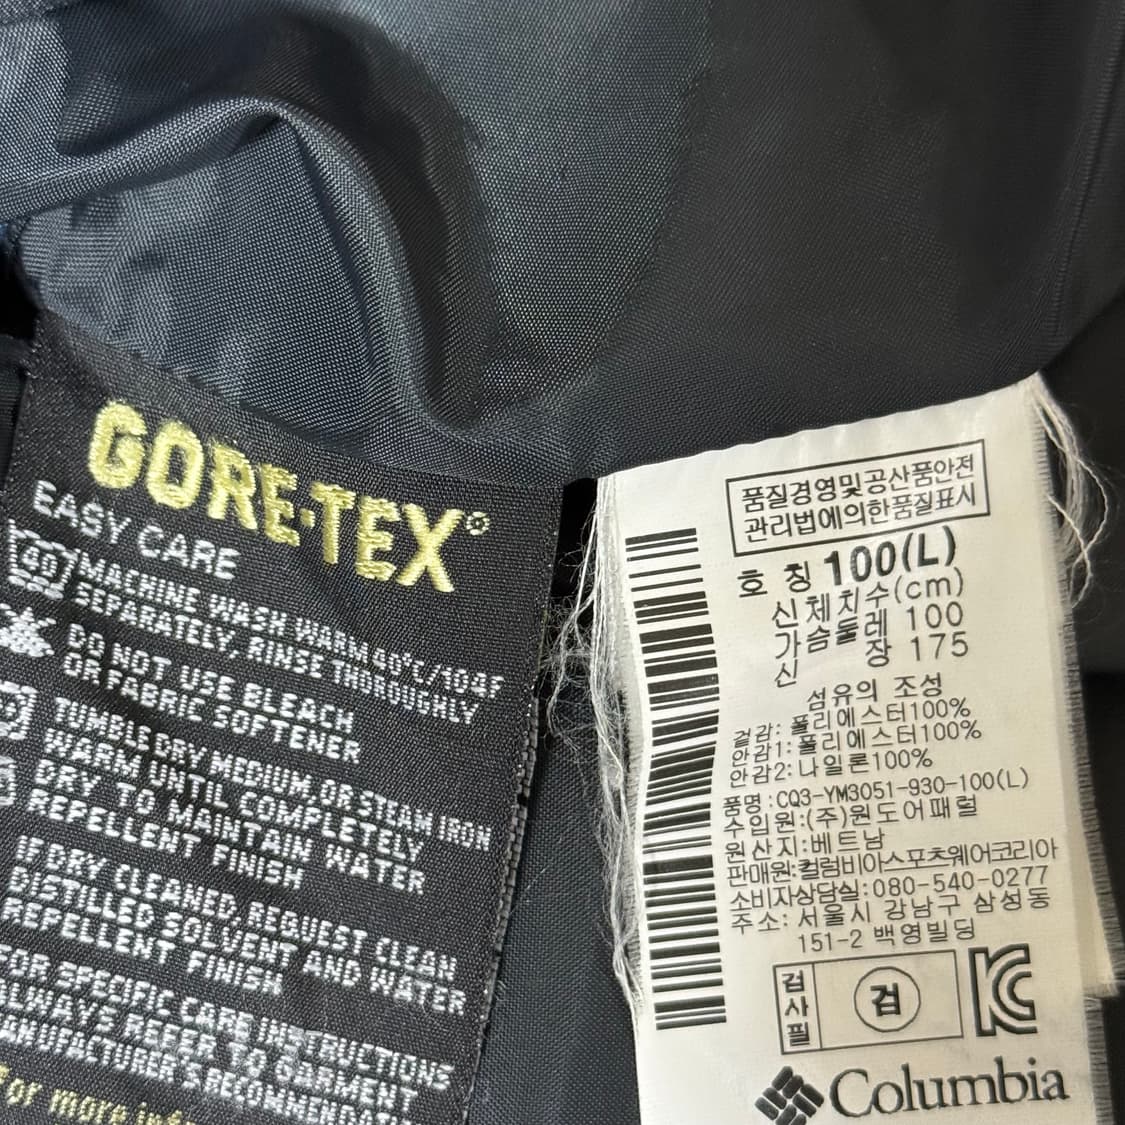 GORE-TEX®
EASY CARE
40
MACHINE WASH WARM 40°C/104F
SEPARATELY, RINSE THOROUGHLY
DO NOT USE BLEACH
OR FABRIC SOFTENER
TUMBLE DRY MEDIUM, OR STEAM IRON
WARM UNTIL COMPLETELY
DRY TO MAINTAIN WATER
REPELLENT FINISH
IF DRY CLEANED, REQUEST CLEAN
DISTILLED SOLVENT AND WATER
REPELLENT FINISH
FOR SPECIFIC CARE INSTRUCTIONS
ALWAYS REFER TO GARMENT
MANUFACTURER'S
For more
품질경영및공산품안전
관리법에의한품질표시
호 칭 100(L)
신체치수(cm)
가슴둘레 100
신 장 175
섬유의 조성
겉감: 폴리에스터100%
안감1: 폴리에스터100%
안감2: 나일론100%
품명:CQ3-YM3051-930-100(L)
수입원:(주)원도어패럴
원산지:베트남
판매원:컬럼비아스포츠웨어코리아
소비자상담실:080-540-0277
주소: 서울시 강남구 삼성동
151-2 백영빌딩
검사필 검
Columbia